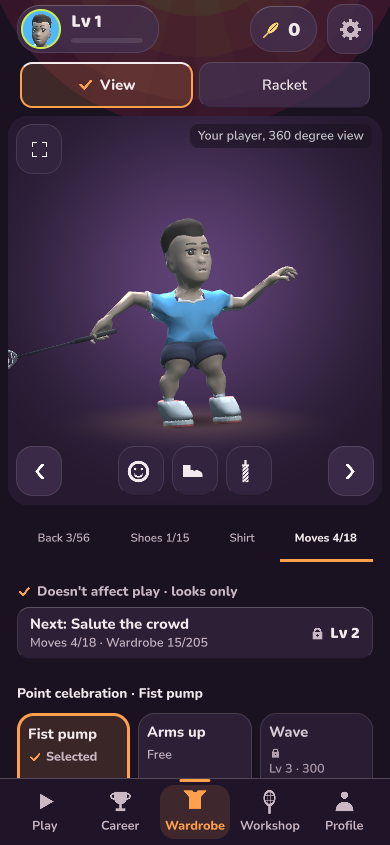 Lv 1
0
View
Racket
Your player, 360 degree view
Back 3/56
Shoes 1/15
Shirt
Moves 4/18
Doesn't affect play · looks only
Next: Salute the crowd
Moves 4/18 · Wardrobe 15/205
Lv 2
Point celebration · Fist pump
Fist pump
Selected
Arms up
Free
Wave
Lv 3 · 300
Play
Career
Wardrobe
Workshop
Profile